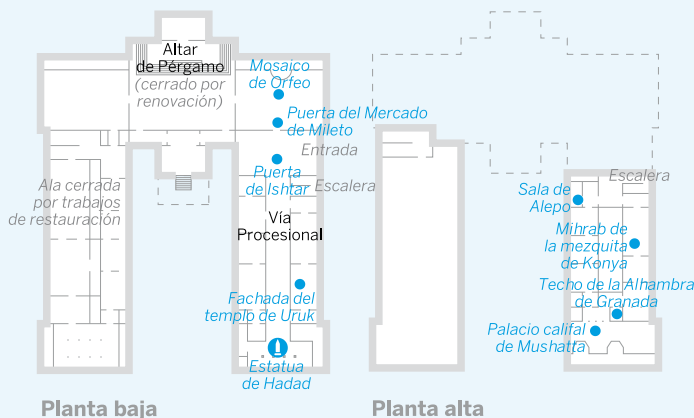 Altar
de Pérgamo
(cerrado por
renovación)
Mosaico
de Orfeo
Puerta del Mercado
de Mileto
Entrada
Puerta
de Ishtar
Escalera
Ala cerrada
por trabajos
de restauración
Vía
Procesional
Fachada del
templo de Uruk
Estatua
de Hadad
Planta baja
Escalera
Sala de
Alepo
Mihrab de
la mezquita
de Konya
Techo de la Alhambra
de Granada
Palacio califal
de Mushatta
Planta alta